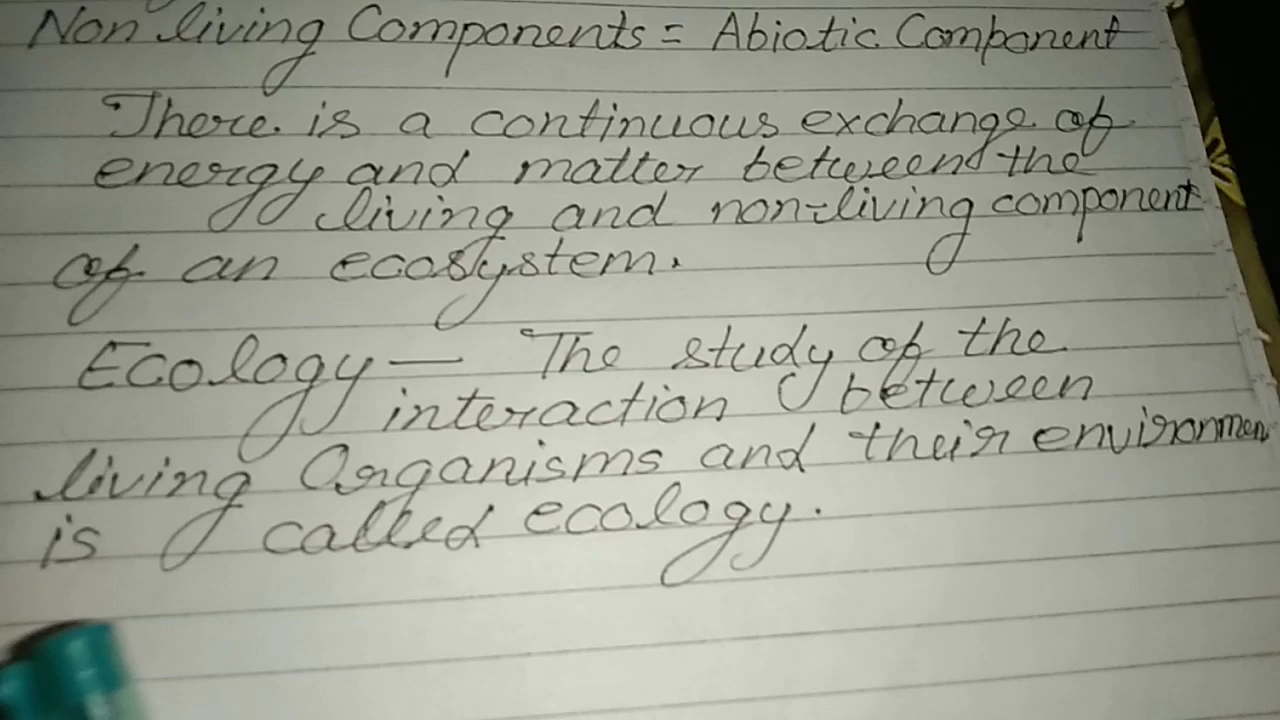 Non living Components = Abiotic Component
There is a continuous exchange of
energy and matter between the
living and non-living component
of an ecosystem.
Ecology — The study of the
interaction between
living Organisms and their environmen
is called ecology.